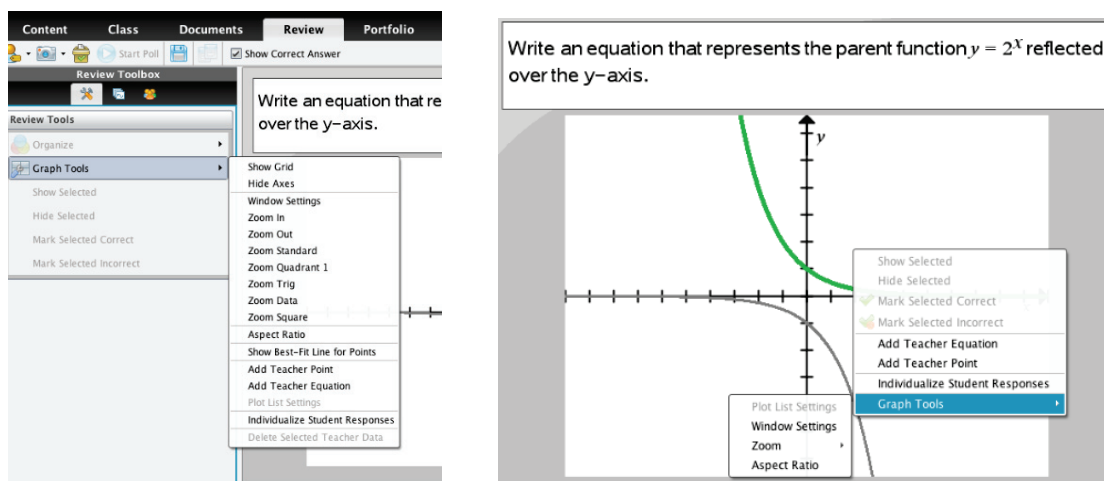 Content Class Documents Review Portfolio
Start Poll Show Correct Answer
Review Toolbox
Review Tools
Organize
Graph Tools
Show Selected
Hide Selected
Mark Selected Correct
Mark Selected Incorrect
Write an equation that re
over the y-axis.
Show Grid
Hide Axes
Window Settings
Zoom In
Zoom Out
Zoom Standard
Zoom Quadrant 1
Zoom Trig
Zoom Data
Zoom Square
Aspect Ratio
Show Best-Fit Line for Points
Add Teacher Point
Add Teacher Equation
Plot List Settings
Individualize Student Responses
Delete Selected Teacher Data
Write an equation that represents the parent function y = 2^x reflected
over the y-axis.
y
Show Selected
Hide Selected
Mark Selected Correct
Mark Selected Incorrect
Add Teacher Equation
Add Teacher Point
Individualize Student Responses
Graph Tools
Plot List Settings
Window Settings
Zoom
Aspect Ratio